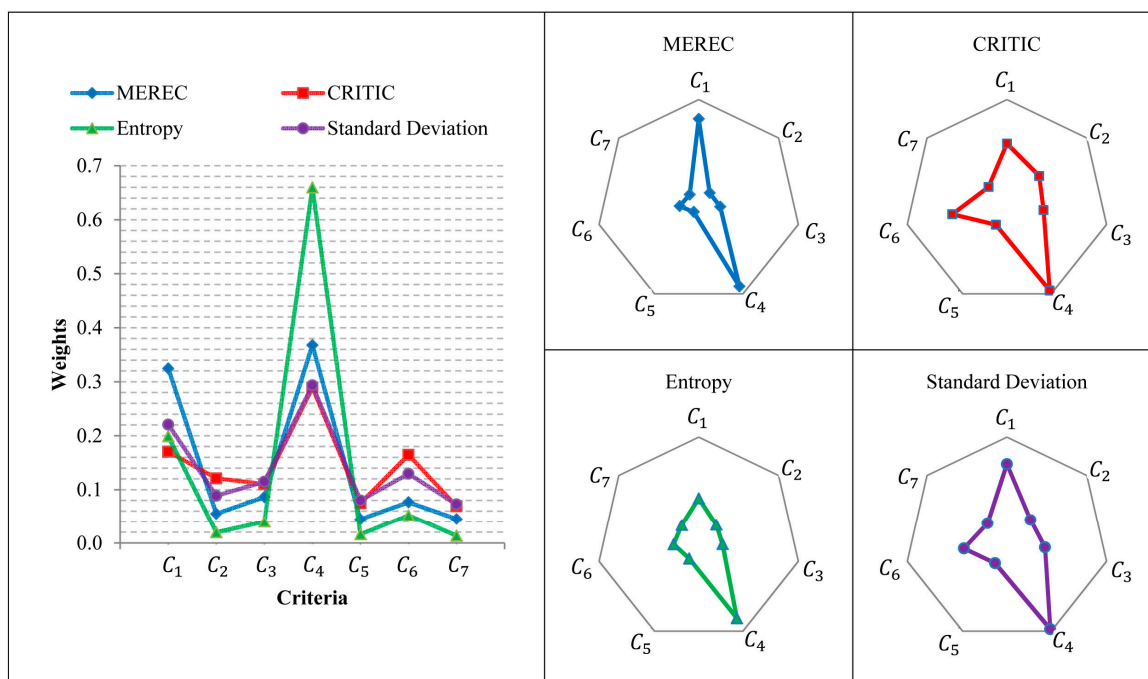 MEREC
CRITIC
Entropy
Standard Deviation
0.7
0.6
0.5
0.4
0.3
0.2
0.1
0.0
Weights
C₁ C₂ C₃ C₄ C₅ C₆ C₇
Criteria
MEREC
C₁
C₂
C₃
C₄
C₅
C₆
C₇
CRITIC
C₁
C₂
C₃
C₄
C₅
C₆
C₇
Entropy
C₁
C₂
C₃
C₄
C₅
C₆
C₇
Standard Deviation
C₁
C₂
C₃
C₄
C₅
C₆
C₇